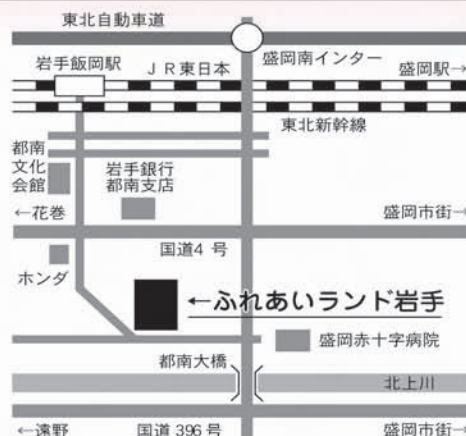 東北自動車道
盛岡南インター
岩手飯岡駅
ＪＲ東日本
盛岡駅→
東北新幹線
都南
文化
会館
岩手銀行
都南支店
←花巻
盛岡市街→
国道4 号
ホンダ
←ふれあいランド岩手
盛岡赤十字病院
都南大橋
北上川
←遠野
国道 396 号
盛岡市街→